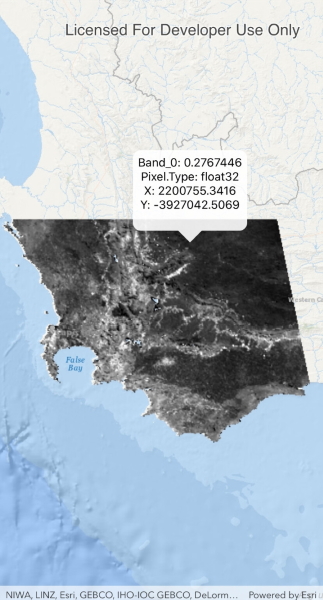 Licensed For Developer Use Only
Band_0: 0.2767446
Pixel.Type: float32
X: 2200755.3416
Y: -3927042.5069
False
Bay
NIWA, LINZ, Esri, GEBCO, IHO-IOC GEBCO, DeLorm... Powered by Esri